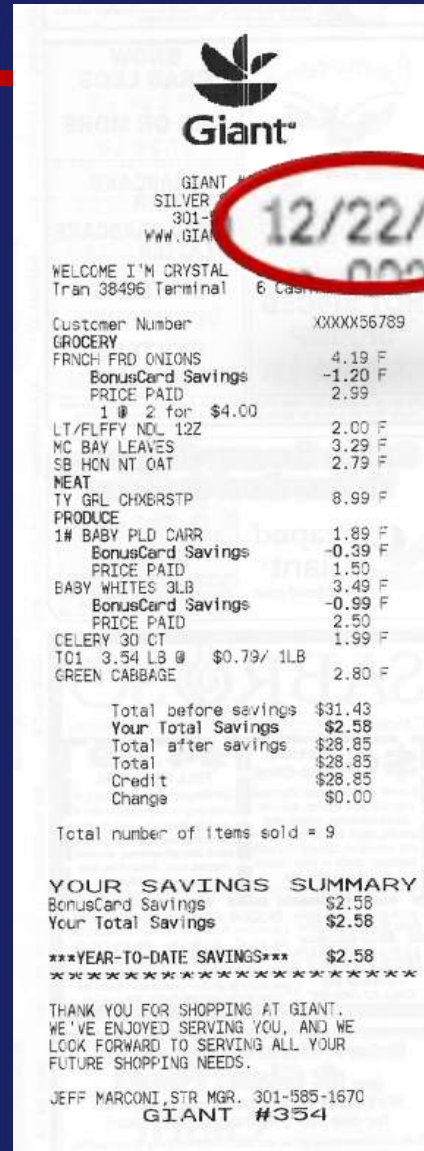 Giant
GIANT
SILVER
301-5
WWW.GIAN
12/22/
WELCOME I'M CRYSTAL
Tran 38496 Terminal 6 Cash
Customer Number XXXXX56789
GROCERY
FRNCH FRD ONIONS 4.19 F
BonusCard Savings -1.20 F
PRICE PAID 2.99
1 @ 2 for $4.00
LT/FLFFY NDL 12Z 2.00 F
MC BAY LEAVES 3.29 F
SB HON NT OAT 2.79 F
MEAT
TY GRL CHXBRSTP 8.99 F
PRODUCE
1# BABY PLD CARR 1.89 F
BonusCard Savings -0.39 F
PRICE PAID 1.50
BABY WHITES 3LB 3.49 F
BonusCard Savings -0.99 F
PRICE PAID 2.50
CELERY 30 CT 1.99 F
TO1 3.54 LB @ $0.79/ 1LB
GREEN CABBAGE 2.80 F
Total before savings $31.43
Your Total Savings $2.58
Total after savings $28.85
Total $28.85
Credit $28.85
Change $0.00
Total number of items sold = 9
YOUR SAVINGS SUMMARY
BonusCard Savings $2.58
Your Total Savings $2.58
***YEAR-TO-DATE SAVINGS*** $2.58
THANK YOU FOR SHOPPING AT GIANT.
WE'VE ENJOYED SERVING YOU, AND WE
LOOK FORWARD TO SERVING ALL YOUR
FUTURE SHOPPING NEEDS.
JEFF MARCONI,STR MGR. 301-585-1670
GIANT #354